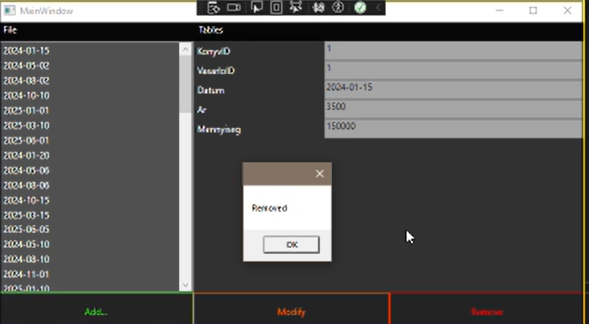 MainWindow
File
Tables
2024-01-15
2024-05-02
2024-08-02
2024-10-10
2025-01-01
2025-03-10
2025-06-01
2024-01-20
2024-05-06
2024-08-06
2024-10-15
2025-03-15
2025-06-05
2024-05-10
2024-08-10
2024-11-01
2025-01-10
KonyvID
1
VasarloID
1
Datum
2024-01-15
Ar
3500
Mennyiseg
150000
Removed
OK
Add...
Modify
Remove